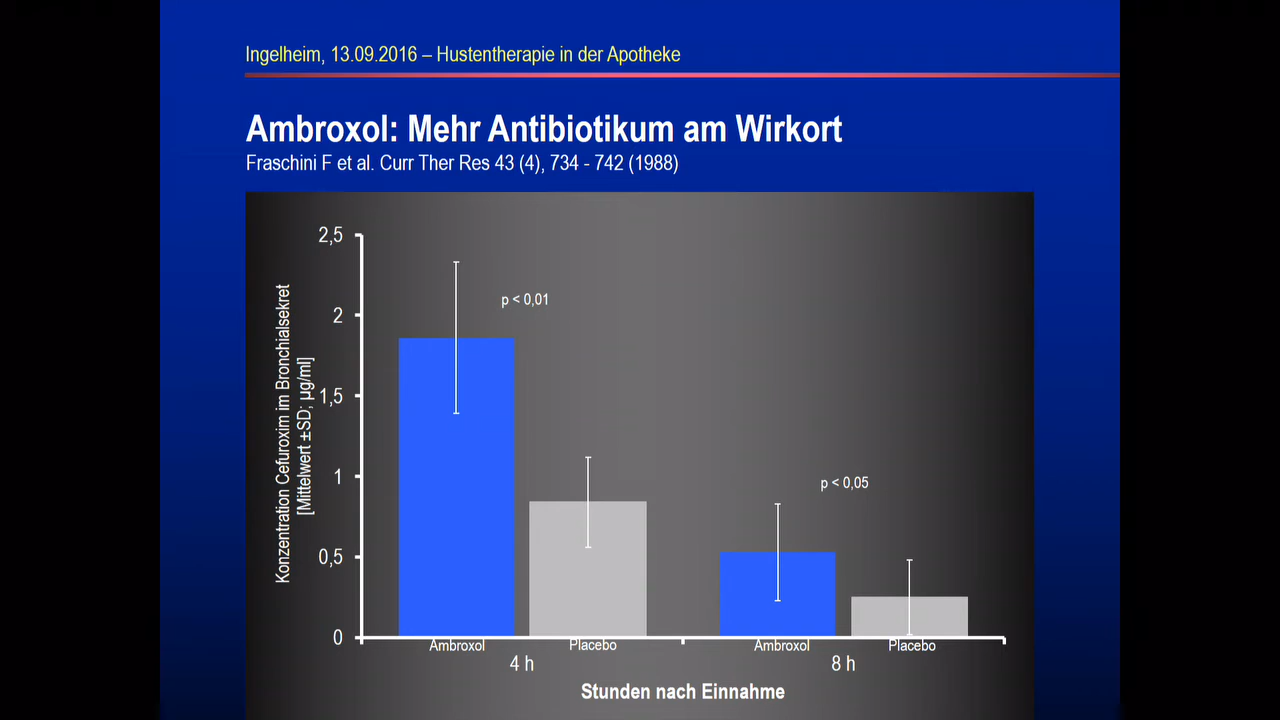 Ingelheim, 13.09.2016 – Hustentherapie in der Apotheke
Ambroxol: Mehr Antibiotikum am Wirkort
Fraschini F et al. Curr Ther Res 43 (4), 734 - 742 (1988)
Konzentration Cefuroxim im Bronchialsekret
[Mittelwert ±SD; µg/ml]
2,5
2
1,5
1
0,5
0
p < 0,01
p < 0,05
Ambroxol Placebo Ambroxol Placebo
4 h 8 h
Stunden nach Einnahme